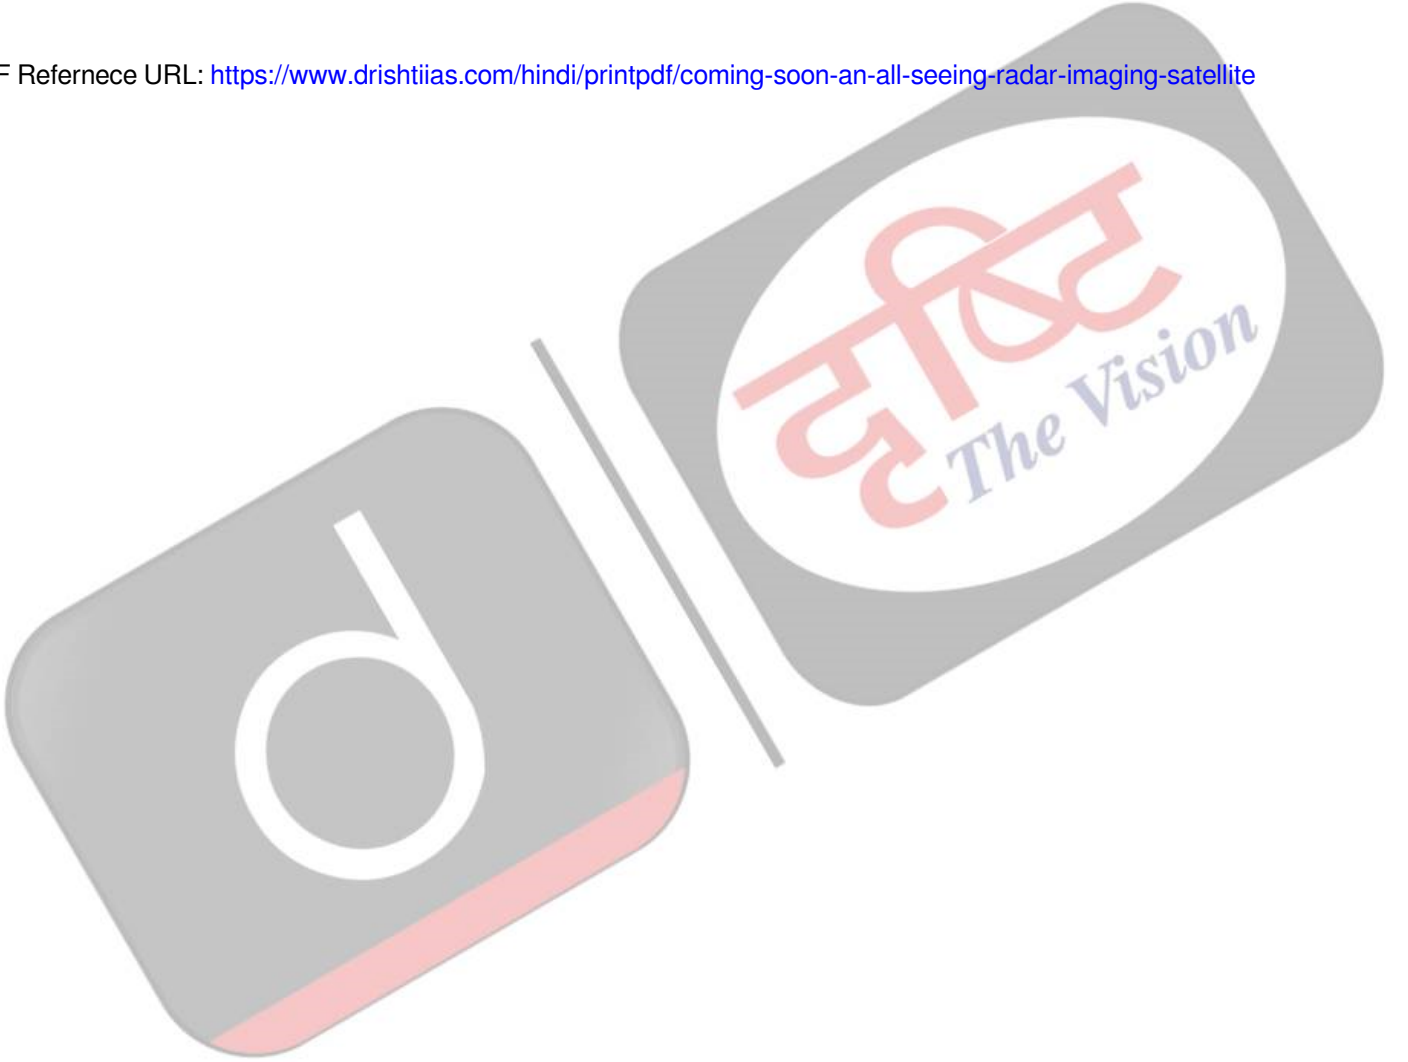 F Refernece URL: https://www.drishtiias.com/hindi/printpdf/coming-soon-an-all-seeing-radar-imaging-satellite
दृष्टि
The Vision
d